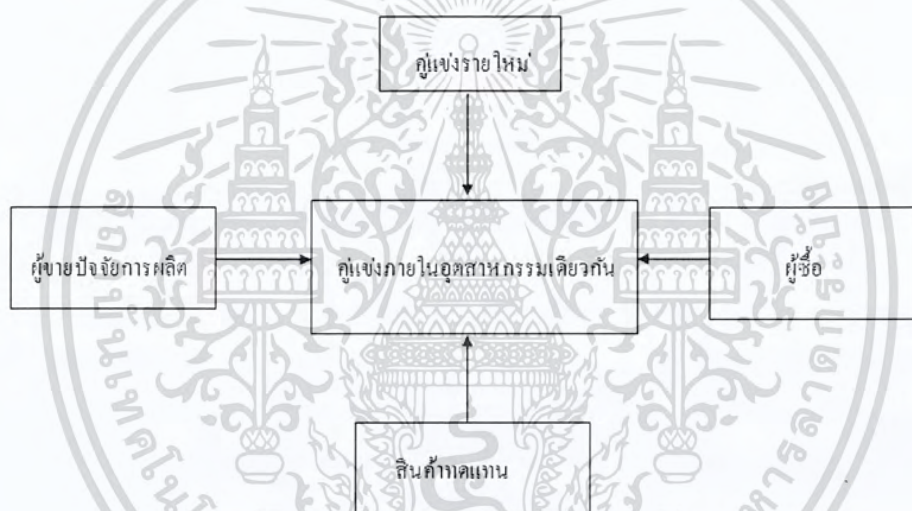 คู่แข่งรายใหม่
ผู้ขายปัจจัยการผลิต
คู่แข่งภายในอุตสาหกรรมเดียวกัน
ผู้ซื้อ
สินค้าทดแทน